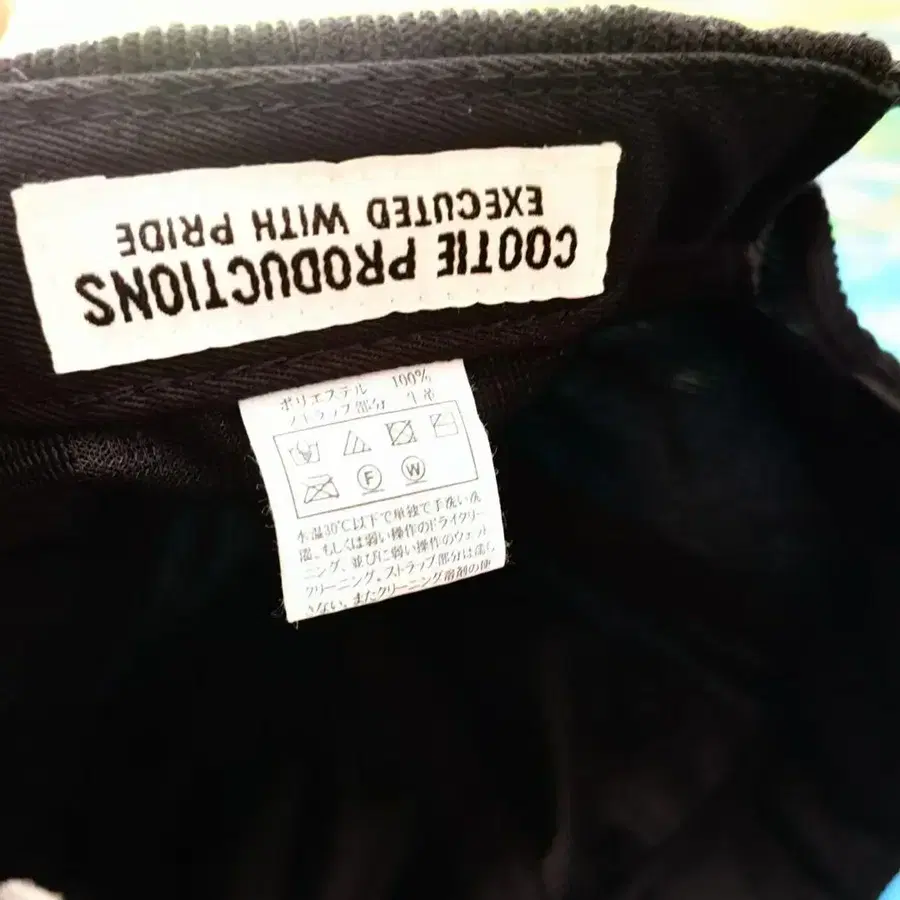 COOTIE PRODUCTIONS
EXECUTED WITH PRIDE
ポリエステル 100%
ストラップ部分 牛革
F W
水温30℃以下で単独で手洗い洗
濯、もしくは弱い操作のドライクリー
ニング、並びに弱い操作のウェット
クリーニング。ストラップ部分は濡ら
さない。またクリーニング溶剤の使